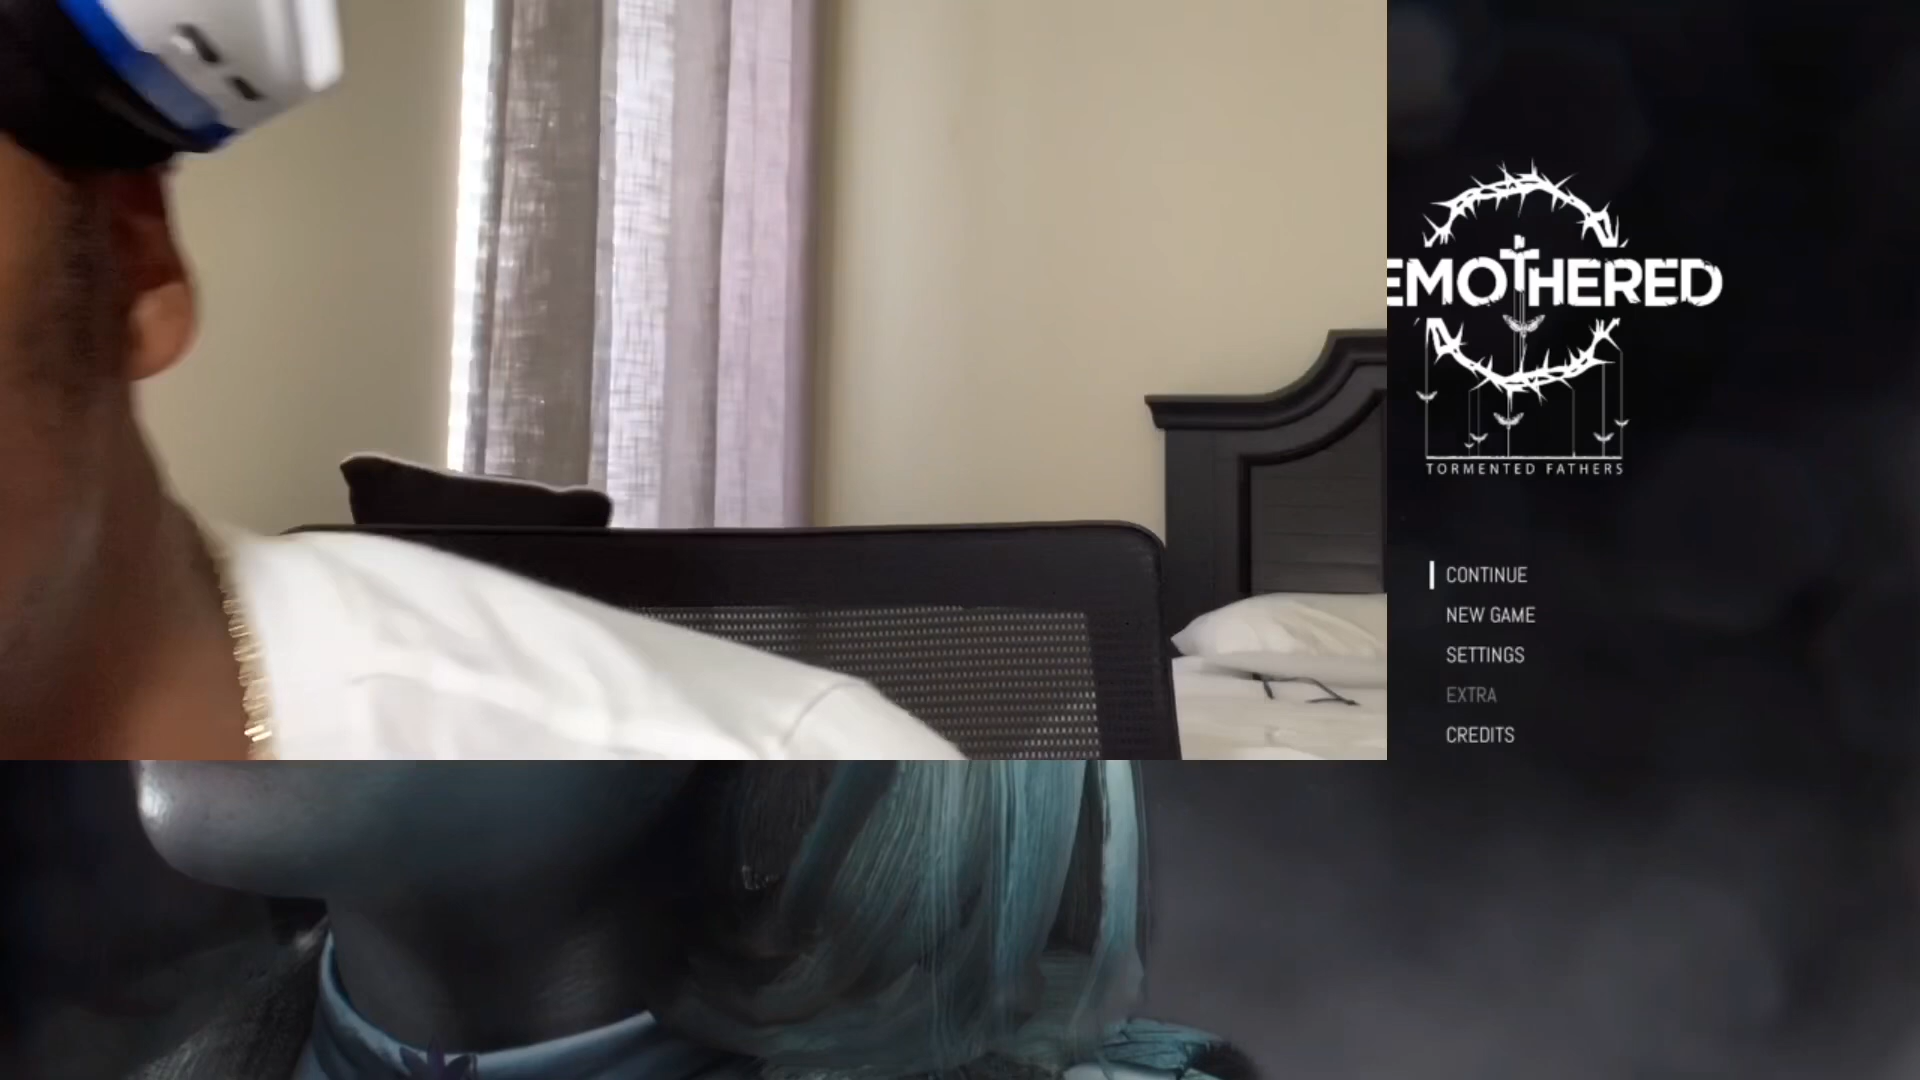 EMOTHERED
TORMENTED FATHERS
CONTINUE
NEW GAME
SETTINGS
EXTRA
CREDITS